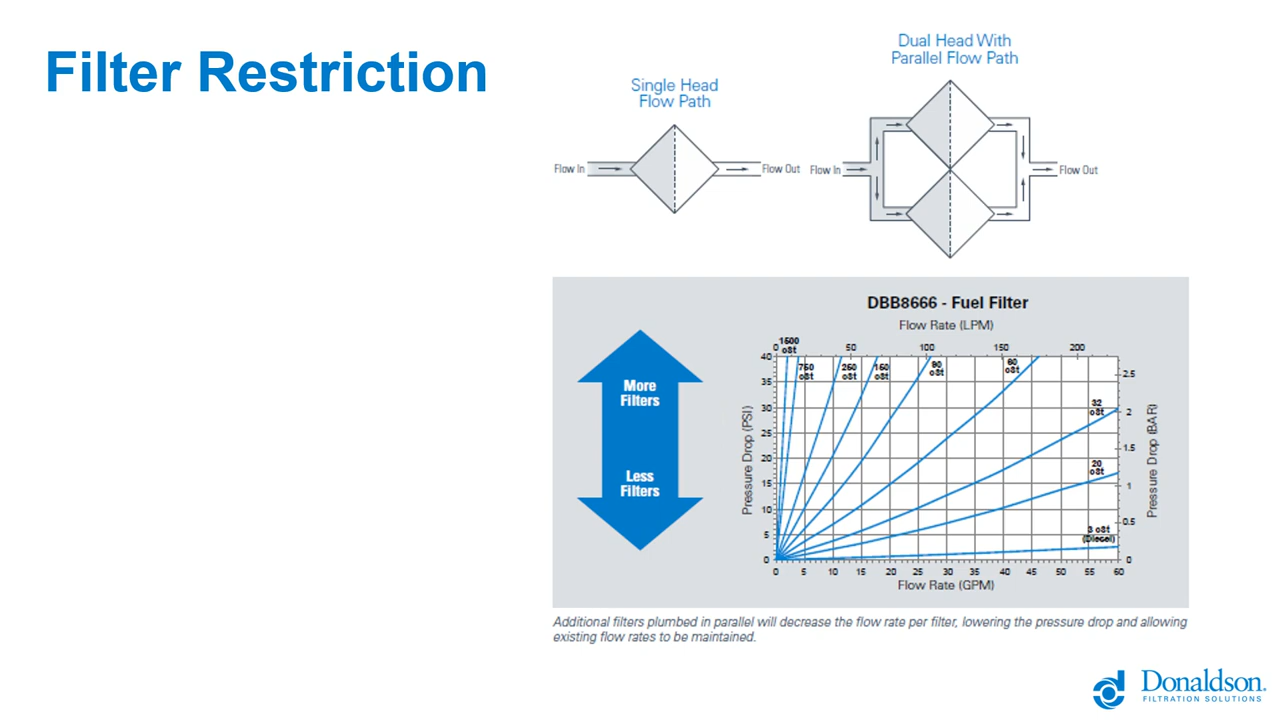 Filter Restriction
Single Head
Flow Path
Flow In
Flow Out
Dual Head With
Parallel Flow Path
Flow In
Flow Out
More
Filters
Less
Filters
DBB8666 - Fuel Filter
Flow Rate (LPM)
0 50 100 150 200
1500
cSt
750
cSt
250
cSt
150
cSt
90
cSt
60
cSt
32
cSt
20
cSt
3 cSt
(Diesel)
Pressure Drop (PSI)
40
35
30
25
20
15
10
5
0
Pressure Drop (BAR)
2.5
2
1.5
1
0.5
0
0 5 10 15 20 25 30 35 40 45 50 55 60
Flow Rate (GPM)
Additional filters plumbed in parallel will decrease the flow rate per filter, lowering the pressure drop and allowing
existing flow rates to be maintained.
Donaldson.
FILTRATION SOLUTIONS